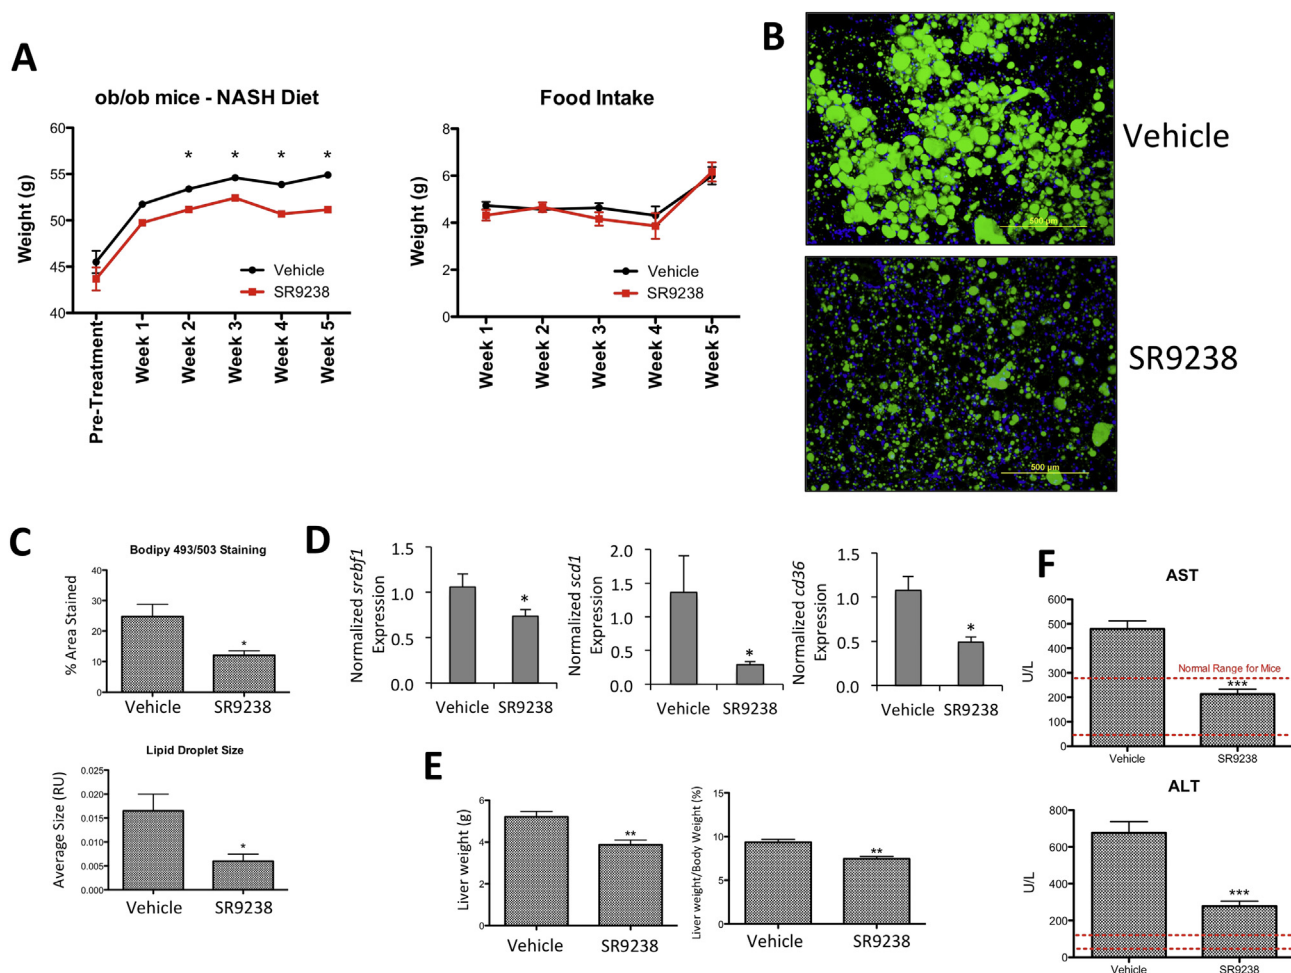 A
ob/ob mice - NASH Diet
Weight (g)
60
55
50
45
40
*
*
*
*
Vehicle
SR9238
Pre-Treatment
Week 1
Week 2
Week 3
Week 4
Week 5
Food Intake
Weight (g)
8
6
4
2
0
Vehicle
SR9238
Week 1
Week 2
Week 3
Week 4
Week 5
B
500 µm
Vehicle
500 µm
SR9238
C
Bodipy 493/503 Staining
% Area Stained
40
30
20
10
0
*
Vehicle
SR9238
Lipid Droplet Size
Average Size (RU)
0.025
0.020
0.015
0.010
0.005
0.000
*
Vehicle
SR9238
D
Normalized srebf1
Expression
1.5
1.0
0.5
0.0
*
Vehicle
SR9238
Normalized scd1
Expression
2.0
1.5
1.0
0.5
0.0
*
Vehicle
SR9238
Normalized cd36
Expression
1.5
1.0
0.5
0.0
*
Vehicle
SR9238
E
Liver weight (g)
6
4
2
0
**
Vehicle
SR9238
Liver weight/Body Weight (%)
15
10
5
0
**
Vehicle
SR9238
F
AST
U/L
600
500
400
300
200
100
0
Normal Range for Mice
***
Vehicle
SR9238
ALT
U/L
800
600
400
200
0
***
Vehicle
SR9238